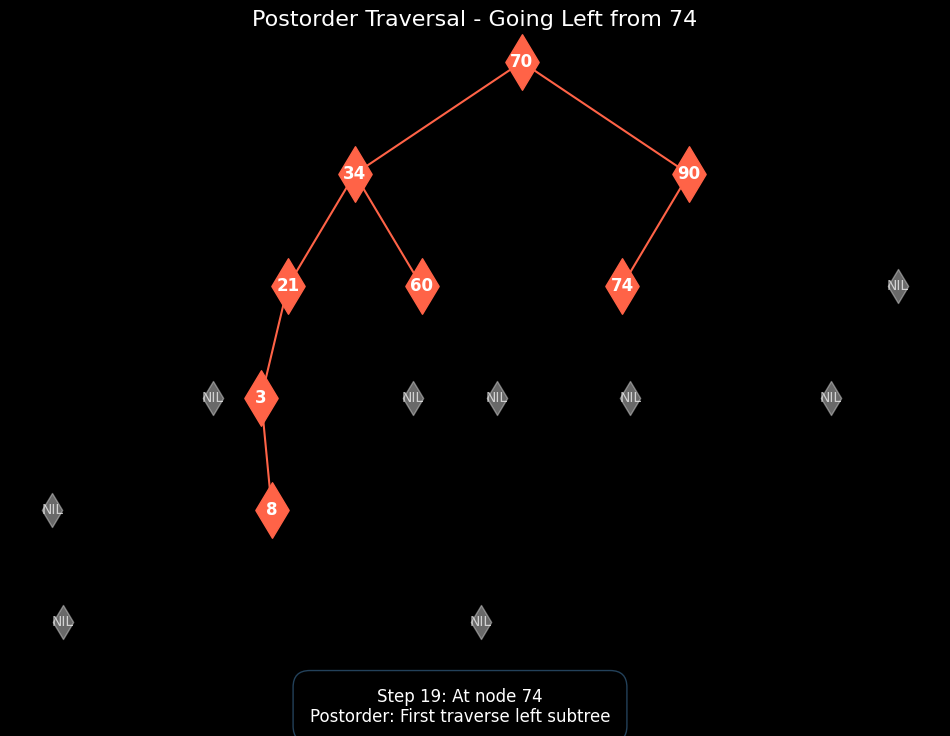 Postorder Traversal - Going Left from 74
70
34
90
21
60
74
NIL
NIL
3
NIL
NIL
NIL
NIL
NIL
8
NIL
NIL
Step 19: At node 74
Postorder: First traverse left subtree